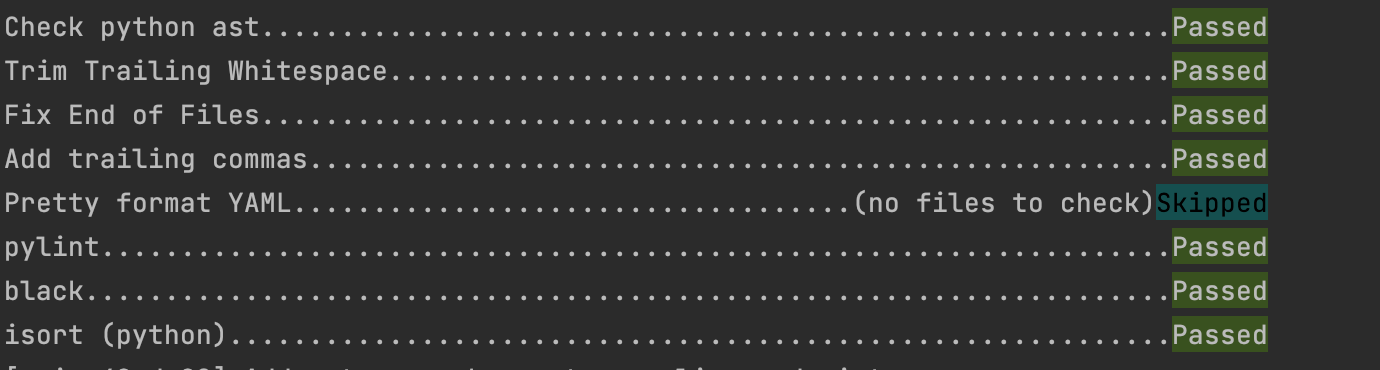 Check python ast.........................................................Passed
Trim Trailing Whitespace.................................................Passed
Fix End of Files.........................................................Passed
Add trailing commas......................................................Passed
Pretty format YAML...................................(no files to check)Skipped
pylint...................................................................Passed
black....................................................................Passed
isort (python)...........................................................Passed